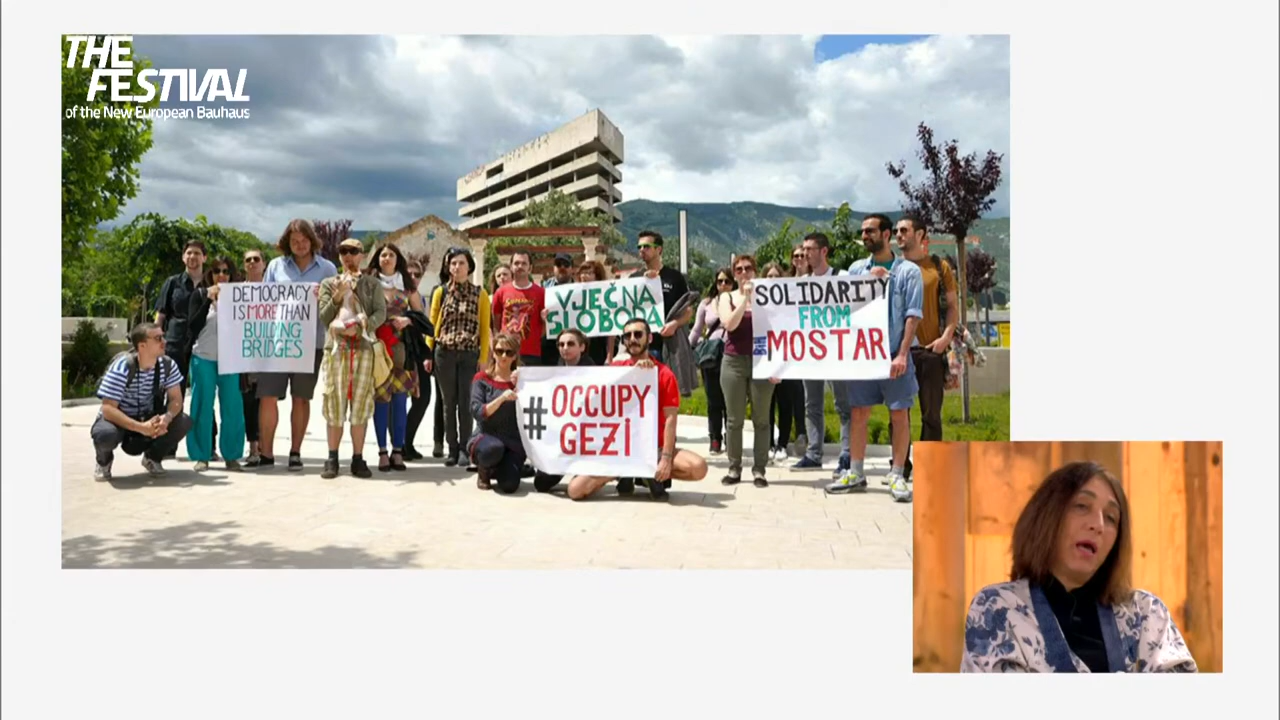 THE
FESTIVAL
of the New European Bauhaus
DEMOCRACY
IS MORE THAN
BUILDING
BRIDGES
VJEČNA
SLOBODA
#OCCUPY
GEZİ
SOLIDARITY
FROM
BIH MOSTAR